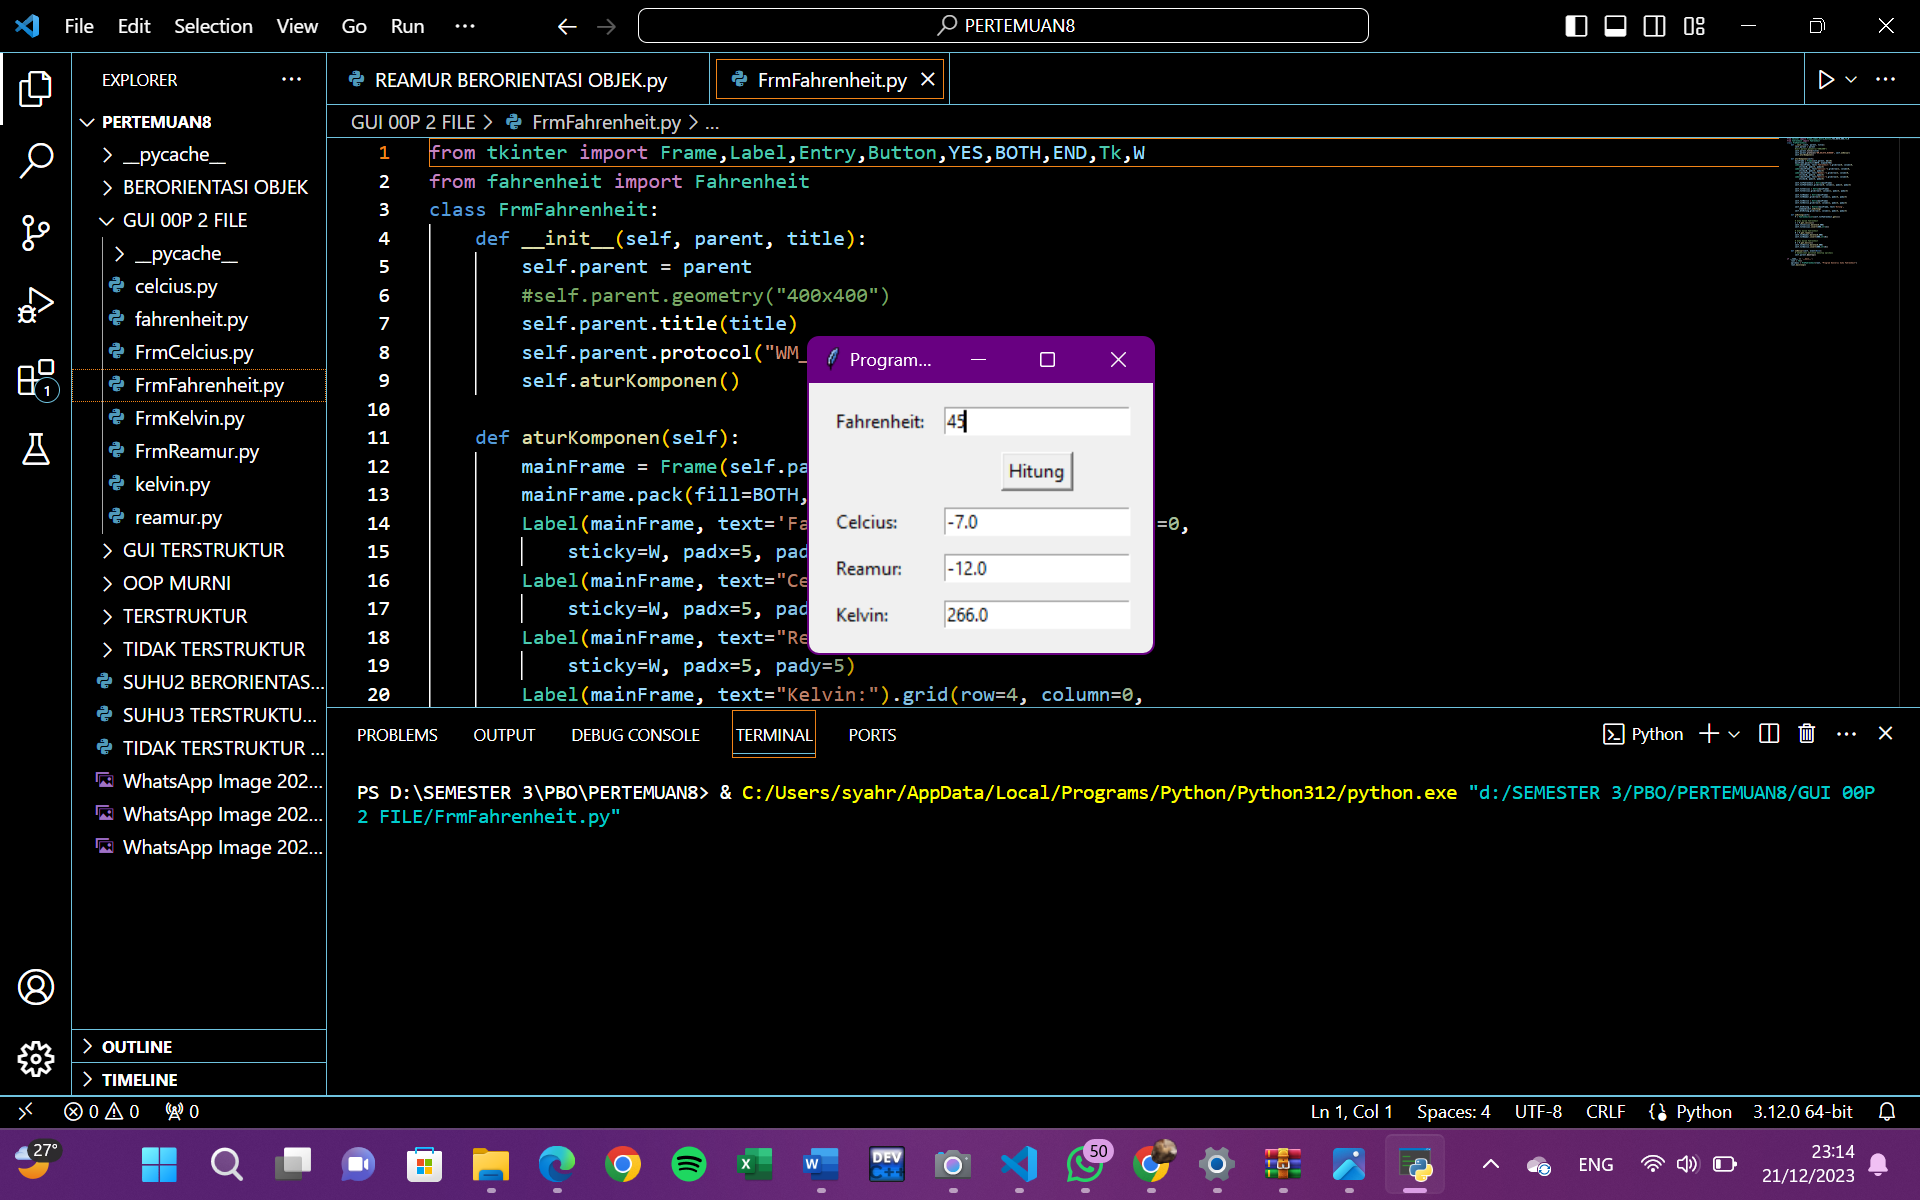 File Edit Selection View Go Run ···
PERTEMUAN8
EXPLORER
PERTEMUAN8
__pycache__
BERORIENTASI OBJEK
GUI 00P 2 FILE
__pycache__
celcius.py
fahrenheit.py
FrmCelcius.py
FrmFahrenheit.py
FrmKelvin.py
FrmReamur.py
kelvin.py
reamur.py
GUI TERSTRUKTUR
OOP MURNI
TERSTRUKTUR
TIDAK TERSTRUKTUR
SUHU2 BERORIENTAS...
SUHU3 TERSTRUKTU...
TIDAK TERSTRUKTUR ...
WhatsApp Image 202...
WhatsApp Image 202...
WhatsApp Image 202...
OUTLINE
TIMELINE
1
REAMUR BERORIENTASI OBJEK.py
FrmFahrenheit.py
GUI 00P 2 FILE > FrmFahrenheit.py > ...
1 from tkinter import Frame,Label,Entry,Button,YES,BOTH,END,Tk,W
2 from fahrenheit import Fahrenheit
3 class FrmFahrenheit:
4 def __init__(self, parent, title):
5 self.parent = parent
6 #self.parent.geometry("400x400")
7 self.parent.title(title)
8 self.parent.protocol("WM_
9 self.aturKomponen()
10
11 def aturKomponen(self):
12 mainFrame = Frame(self.pa
13 mainFrame.pack(fill=BOTH,
14 Label(mainFrame, text='Fa =0,
15 sticky=W, padx=5, pad
16 Label(mainFrame, text="Ce
17 sticky=W, padx=5, pad
18 Label(mainFrame, text="Re
19 sticky=W, padx=5, pady=5)
20 Label(mainFrame, text="Kelvin:").grid(row=4, column=0,
Program...
Fahrenheit: 45
Hitung
Celcius: -7.0
Reamur: -12.0
Kelvin: 266.0
PROBLEMS OUTPUT DEBUG CONSOLE TERMINAL PORTS
Python
PS D:\SEMESTER 3\PBO\PERTEMUAN8> & C:/Users/syahr/AppData/Local/Programs/Python/Python312/python.exe "d:/SEMESTER 3/PBO/PERTEMUAN8/GUI 00P
2 FILE/FrmFahrenheit.py"
0 0 0
Ln 1, Col 1 Spaces: 4 UTF-8 CRLF Python 3.12.0 64-bit
27°
W
DEV
C++
50
ENG
23:14
21/12/2023